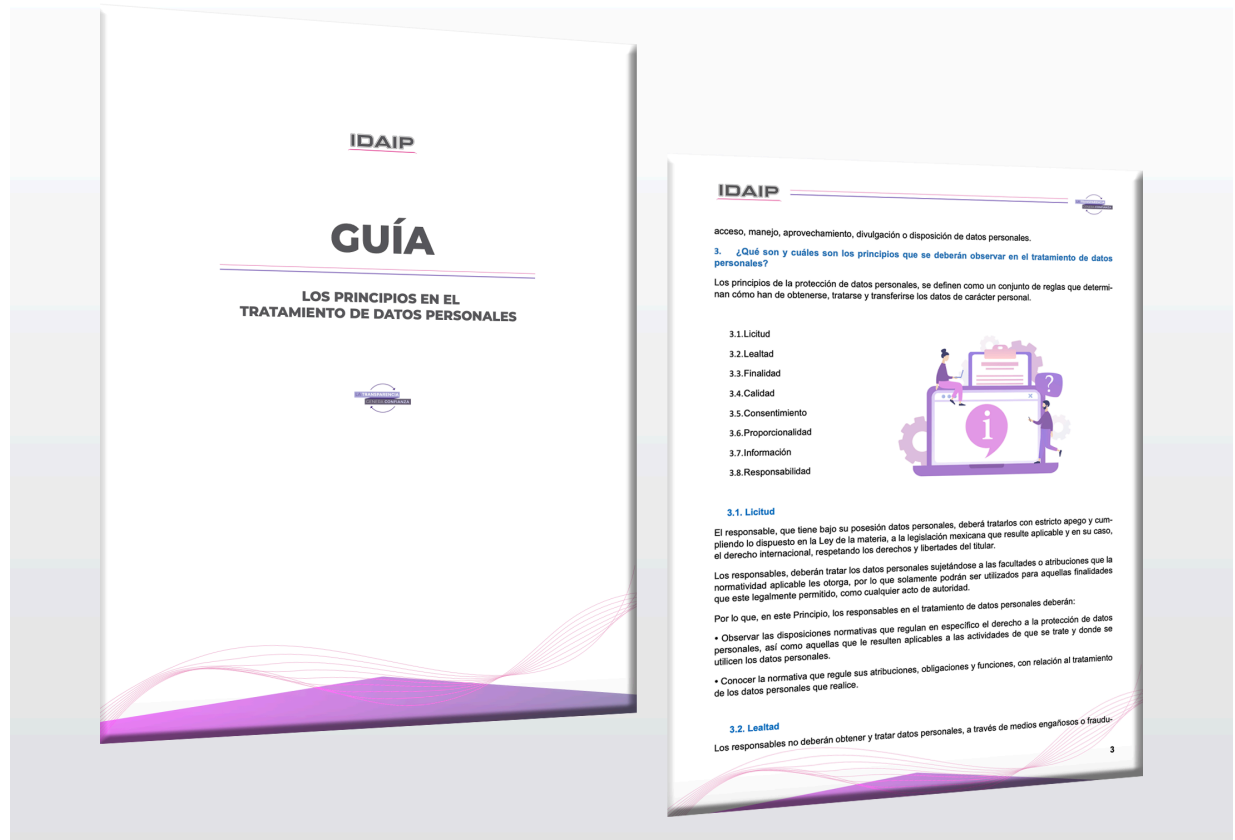 IDAIP
GUÍA
LOS PRINCIPIOS EN EL
TRATAMIENTO DE DATOS PERSONALES
LA TRANSPARENCIA
GENERA CONFIANZA
IDAIP
LA TRANSPARENCIA
GENERA CONFIANZA
acceso, manejo, aprovechamiento, divulgación o disposición de datos personales.
3. ¿Qué son y cuáles son los principios que se deberán observar en el tratamiento de datos
personales?
Los principios de la protección de datos personales, se definen como un conjunto de reglas que determi-
nan cómo han de obtenerse, tratarse y transferirse los datos de carácter personal.
3.1.Licitud
3.2.Lealtad
3.3.Finalidad
3.4.Calidad
3.5.Consentimiento
3.6.Proporcionalidad
3.7.Información
3.8.Responsabilidad
?
i
3.1. Licitud
El responsable, que tiene bajo su posesión datos personales, deberá tratarlos con estricto apego y cum-
pliendo lo dispuesto en la Ley de la materia, a la legislación mexicana que resulte aplicable y en su caso,
el derecho internacional, respetando los derechos y libertades del titular.
Los responsables, deberán tratar los datos personales sujetándose a las facultades o atribuciones que la
normatividad aplicable les otorga, por lo que solamente podrán ser utilizados para aquellas finalidades
que este legalmente permitido, como cualquier acto de autoridad.
Por lo que, en este Principio, los responsables en el tratamiento de datos personales deberán:
• Observar las disposiciones normativas que regulan en específico el derecho a la protección de datos
personales, así como aquellas que le resulten aplicables a las actividades de que se trate y donde se
utilicen los datos personales.
• Conocer la normativa que regule sus atribuciones, obligaciones y funciones, con relación al tratamiento
de los datos personales que realice.
3.2. Lealtad
Los responsables no deberán obtener y tratar datos personales, a través de medios engañosos o fraudu-
3